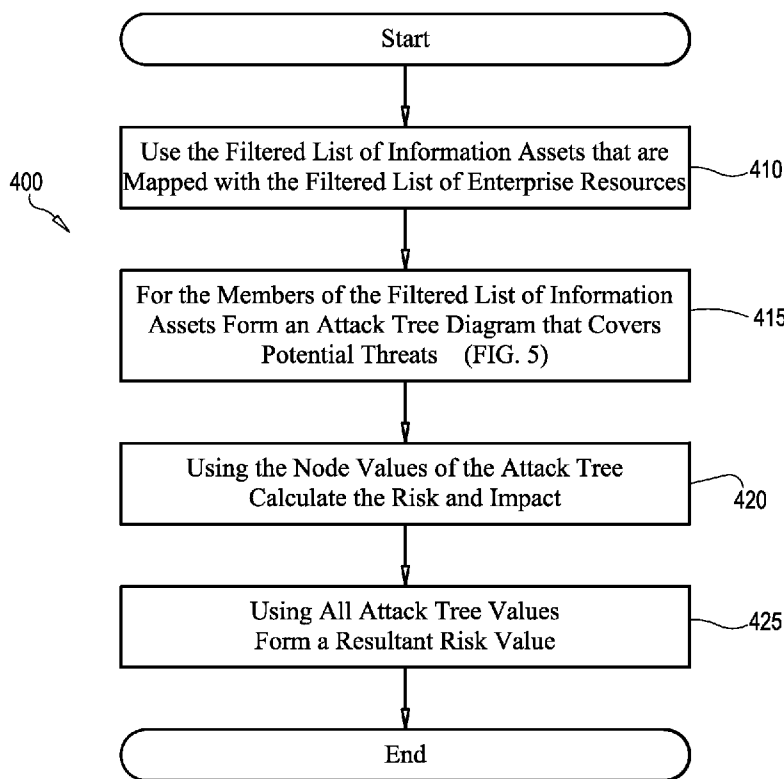 Start
Use the Filtered List of Information Assets that are
Mapped with the Filtered List of Enterprise Resources
410
400
For the Members of the Filtered List of Information
Assets Form an Attack Tree Diagram that Covers
Potential Threats (FIG. 5)
415
Using the Node Values of the Attack Tree
Calculate the Risk and Impact
420
Using All Attack Tree Values
Form a Resultant Risk Value
425
End